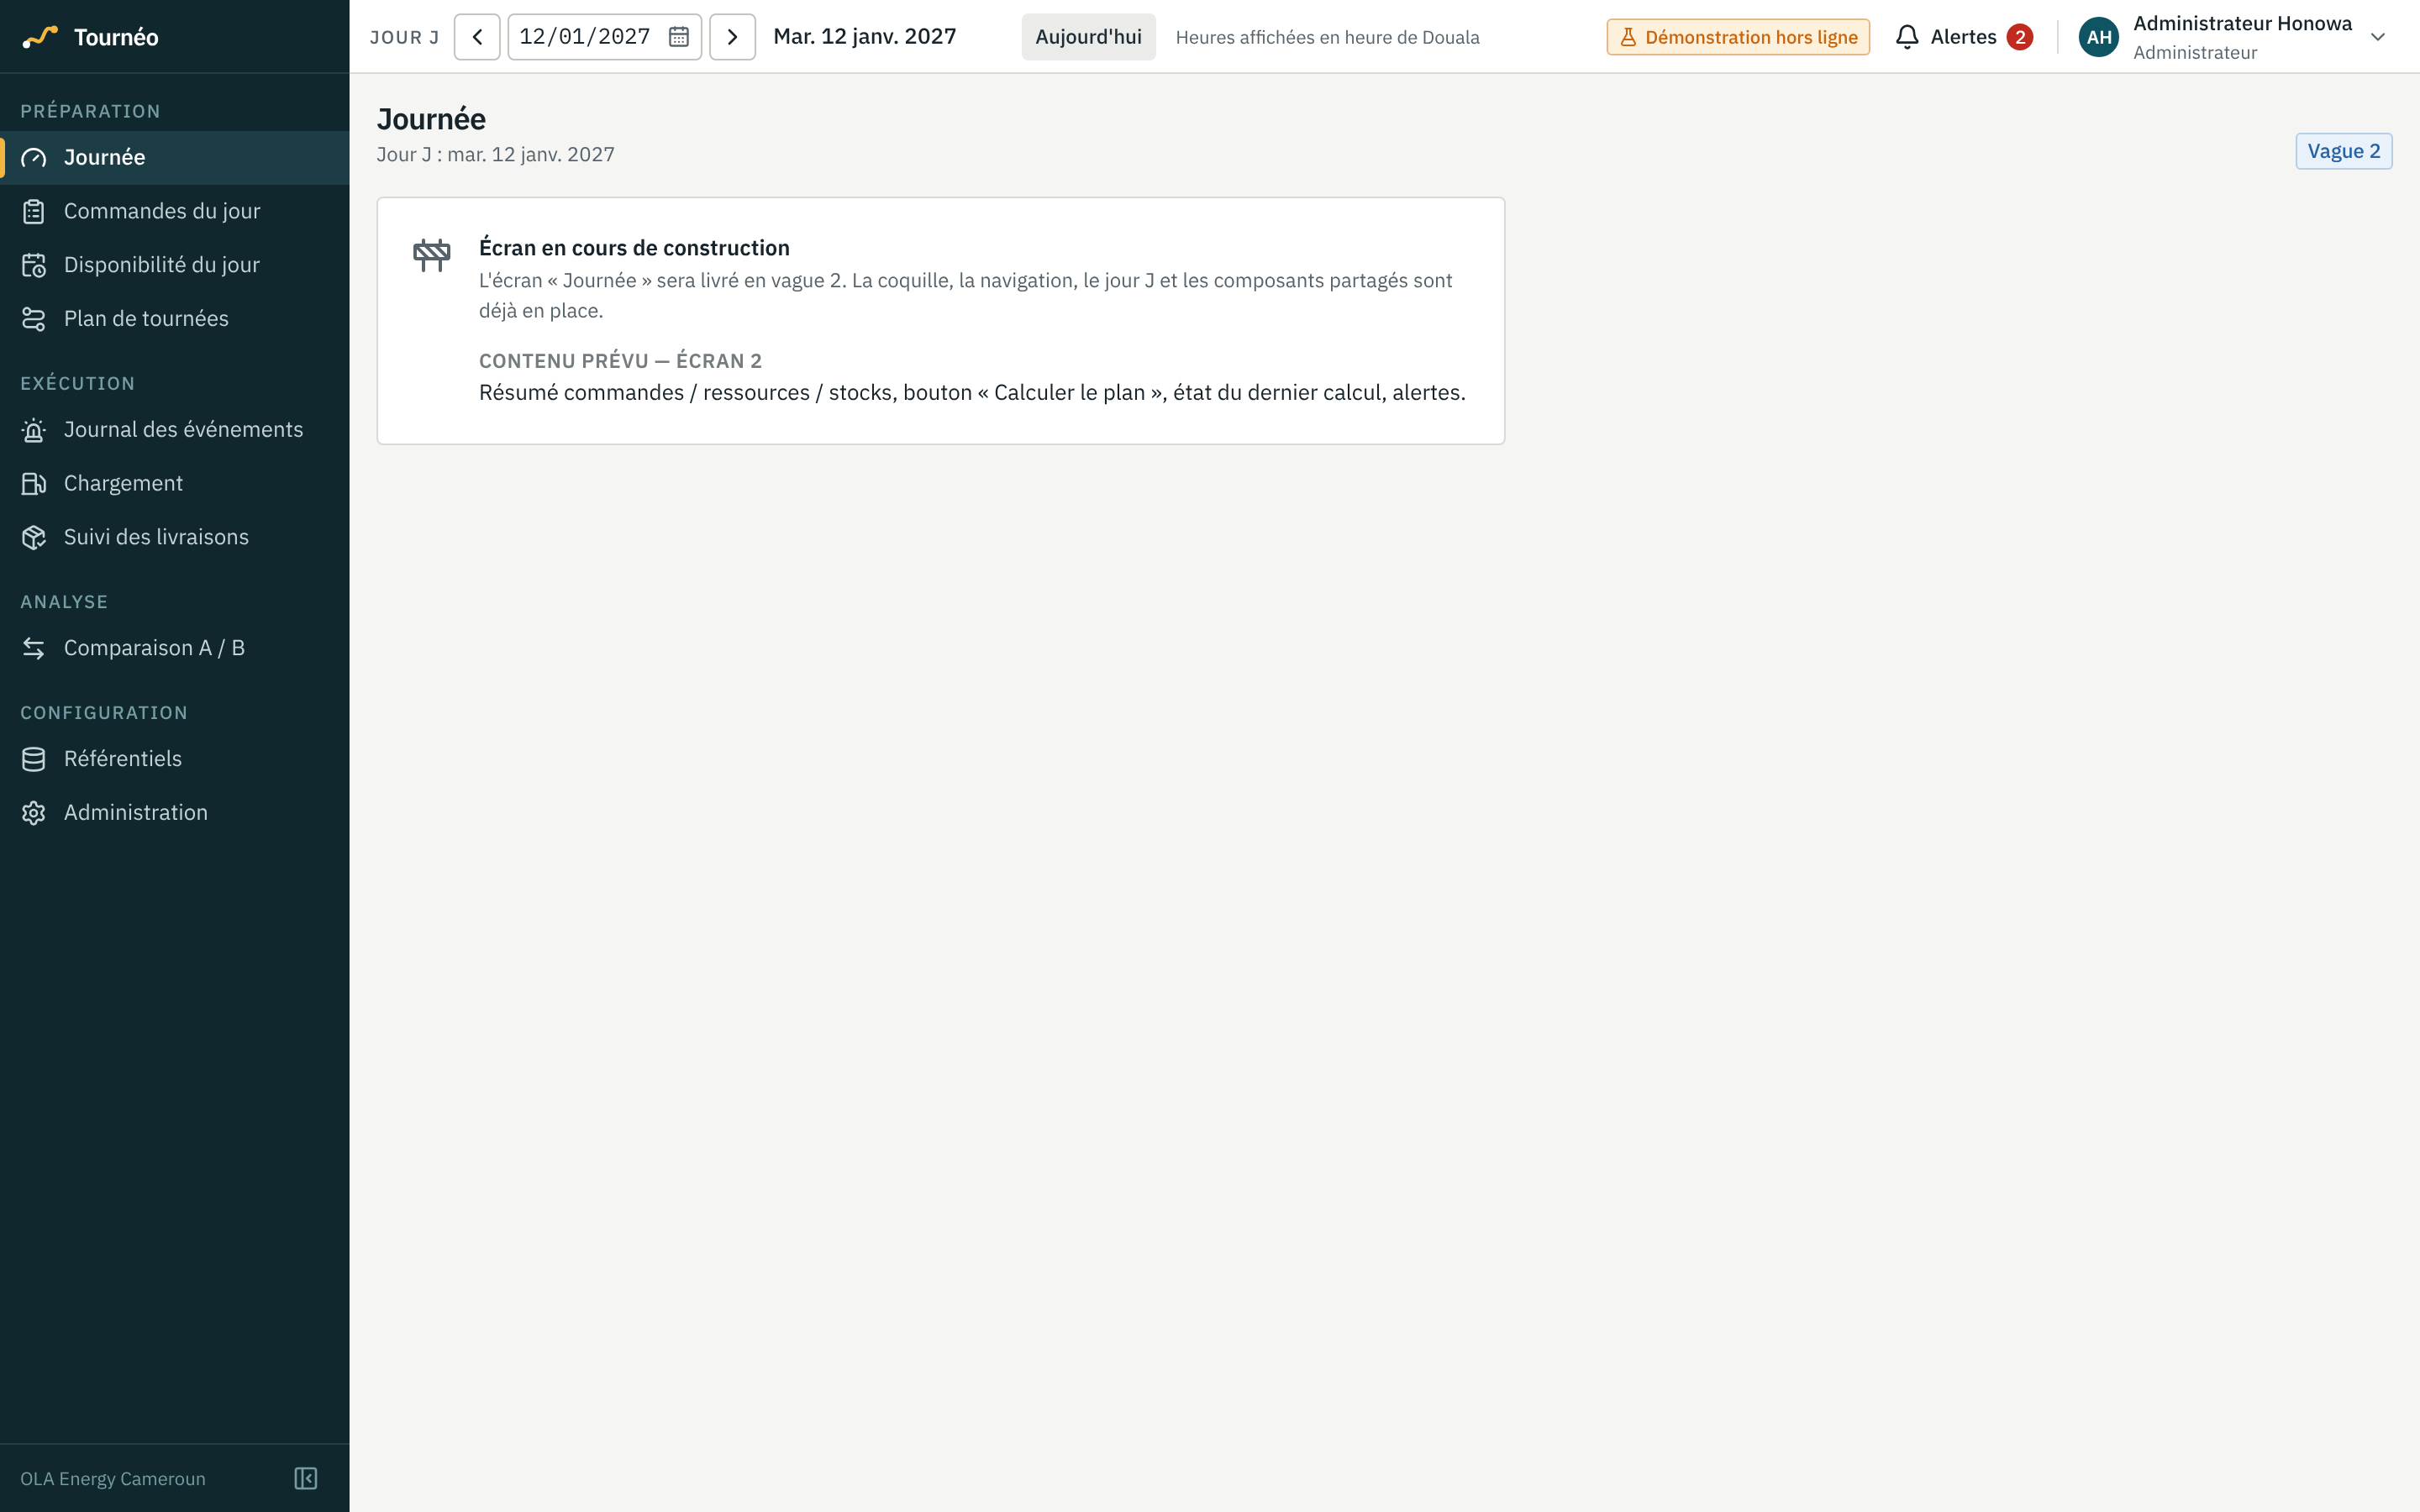 Tournéo
JOUR J
12/01/2027
Mar. 12 janv. 2027
Aujourd'hui
Heures affichées en heure de Douala
Démonstration hors ligne
Alertes 2
AH
Administrateur Honowa
Administrateur
PRÉPARATION
Journée
Commandes du jour
Disponibilité du jour
Plan de tournées
EXÉCUTION
Journal des événements
Chargement
Suivi des livraisons
ANALYSE
Comparaison A / B
CONFIGURATION
Référentiels
Administration
OLA Energy Cameroun
Journée
Jour J : mar. 12 janv. 2027
Vague 2
Écran en cours de construction
L'écran « Journée » sera livré en vague 2. La coquille, la navigation, le jour J et les composants partagés sont
déjà en place.
CONTENU PRÉVU — ÉCRAN 2
Résumé commandes / ressources / stocks, bouton « Calculer le plan », état du dernier calcul, alertes.